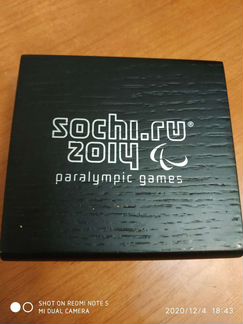 sochi.ru®
2014
paralympic games
SHOT ON REDMI NOTE 5
MI DUAL CAMERA
2020/12/4 18:43